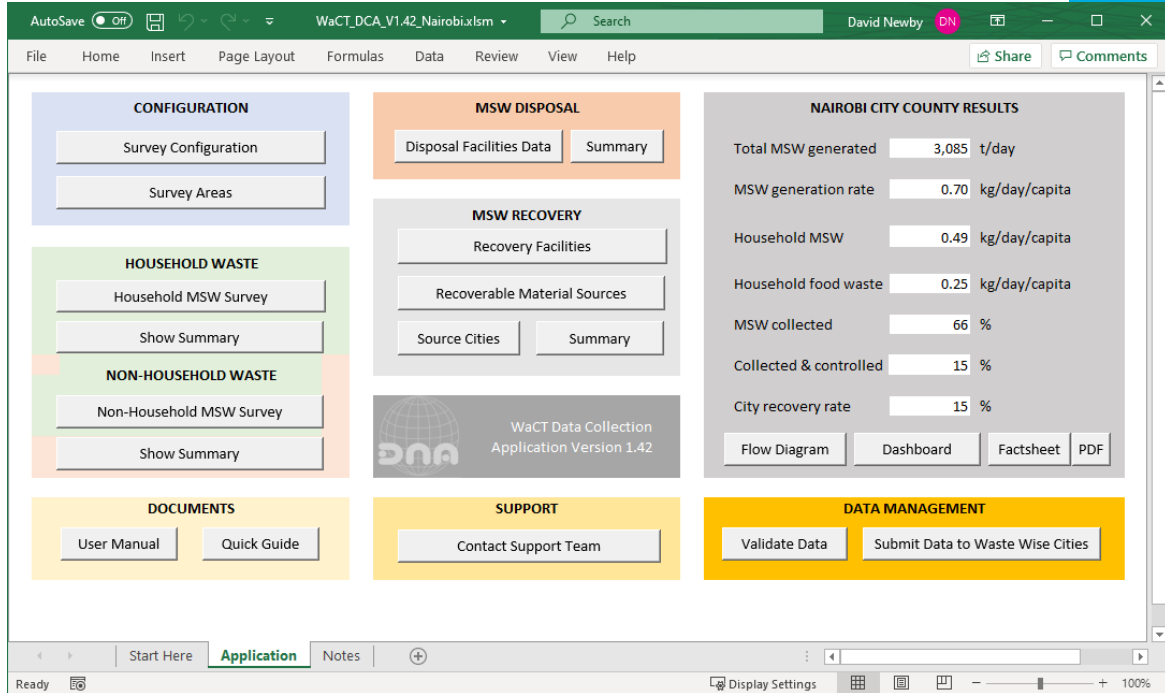 AutoSave Off WaCT_DCA_V1.42_Nairobi.xlsm Search David Newby DN
File Home Insert Page Layout Formulas Data Review View Help Share Comments
CONFIGURATION
Survey Configuration
Survey Areas
HOUSEHOLD WASTE
Household MSW Survey
Show Summary
NON-HOUSEHOLD WASTE
Non-Household MSW Survey
Show Summary
DOCUMENTS
User Manual Quick Guide
MSW DISPOSAL
Disposal Facilities Data Summary
MSW RECOVERY
Recovery Facilities
Recoverable Material Sources
Source Cities Summary
DNA
WaCT Data Collection
Application Version 1.42
SUPPORT
Contact Support Team
NAIROBI CITY COUNTY RESULTS
Total MSW generated 3,085 t/day
MSW generation rate 0.70 kg/day/capita
Household MSW 0.49 kg/day/capita
Household food waste 0.25 kg/day/capita
MSW collected 66 %
Collected & controlled 15 %
City recovery rate 15 %
Flow Diagram Dashboard Factsheet PDF
DATA MANAGEMENT
Validate Data Submit Data to Waste Wise Cities
Start Here Application Notes
Ready Display Settings 100%